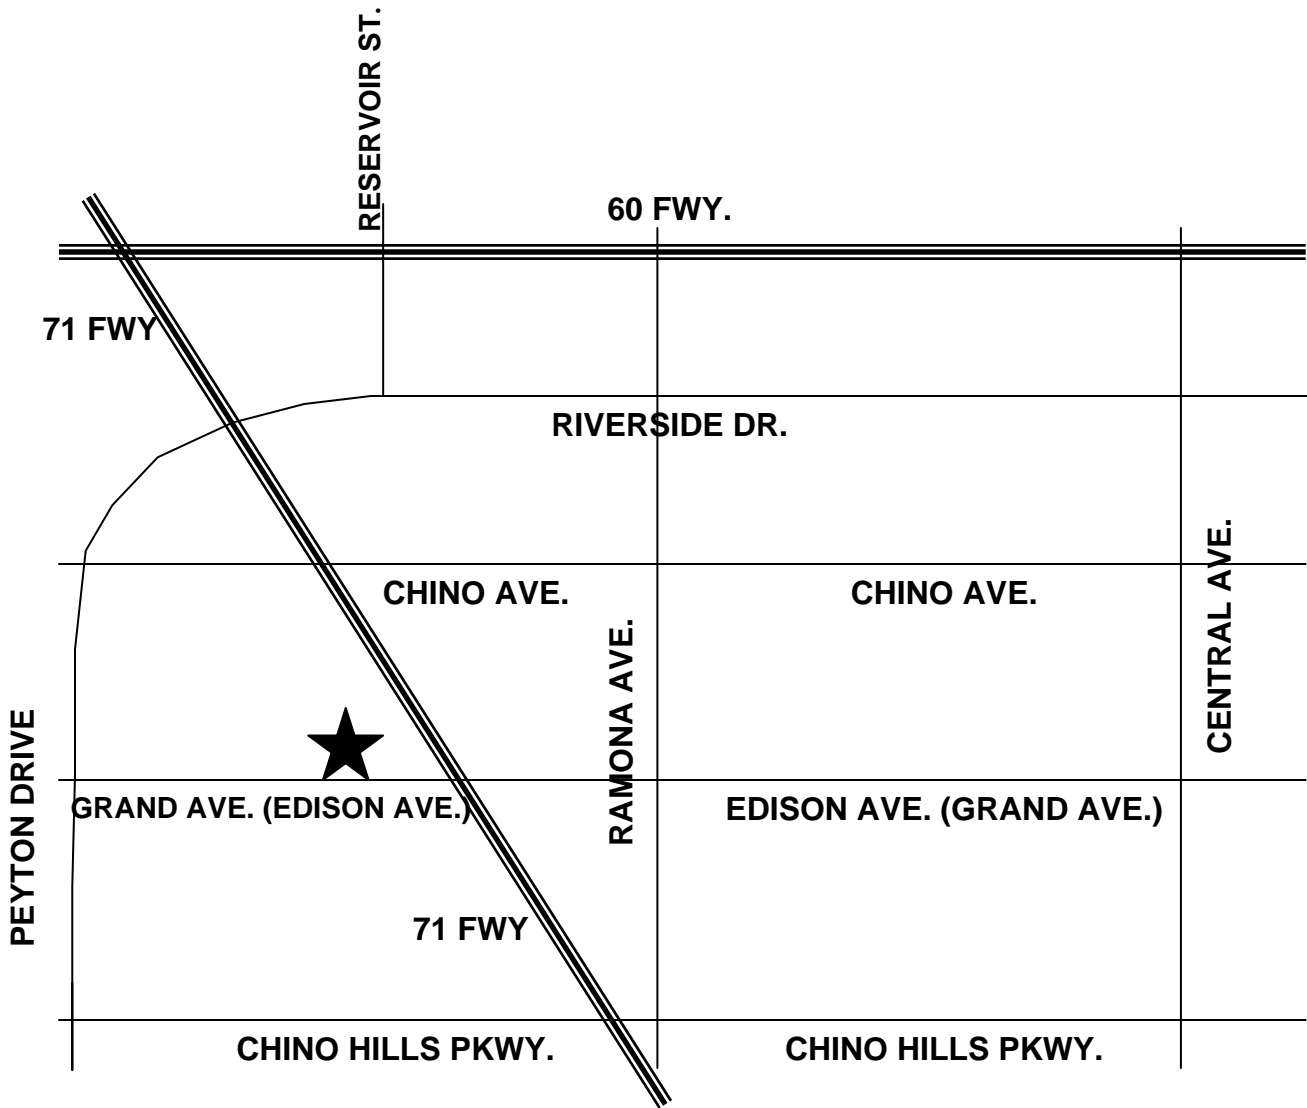 RESERVOIR ST.
60 FWY.
71 FWY
RIVERSIDE DR.
CHINO AVE.
CHINO AVE.
CENTRAL AVE.
RAMONA AVE.
PEYTON DRIVE
GRAND AVE. (EDISON AVE.)
EDISON AVE. (GRAND AVE.)
71 FWY
CHINO HILLS PKWY.
CHINO HILLS PKWY.